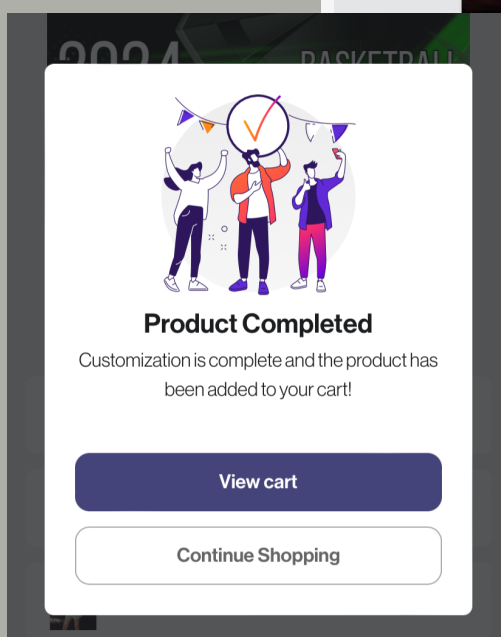 2024 BASKETBALL
Product Completed
Customization is complete and the product has
been added to your cart!
View cart
Continue Shopping